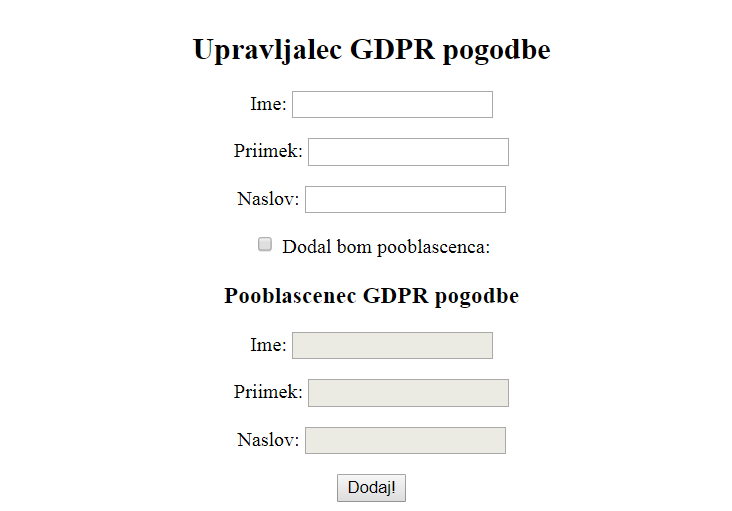 Upravljalec GDPR pogodbe
Ime:
Priimek:
Naslov:
Dodal bom pooblascenca:
Pooblascenec GDPR pogodbe
Ime:
Priimek:
Naslov:
Dodaj!